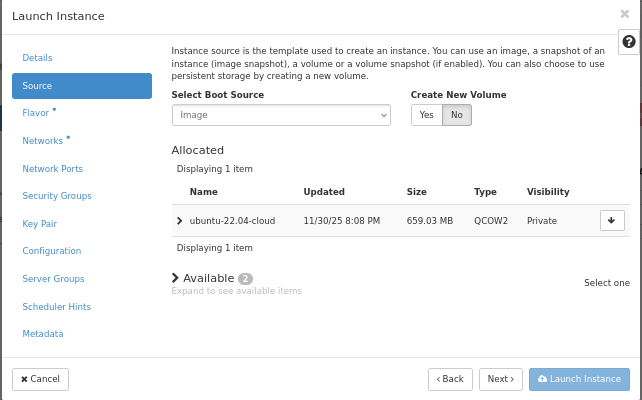 Launch Instance
×
?
Details
Source
Flavor *
Networks *
Network Ports
Security Groups
Key Pair
Configuration
Server Groups
Scheduler Hints
Metadata
Instance source is the template used to create an instance. You can use an image, a snapshot of an
instance (image snapshot), a volume or a volume snapshot (if enabled). You can also choose to use
persistent storage by creating a new volume.
Select Boot Source
Create New Volume
Image
Yes No
Allocated
Displaying 1 item
Name Updated Size Type Visibility
ubuntu-22.04-cloud 11/30/25 8:08 PM 659.03 MB QCOW2 Private
Displaying 1 item
Available 2
Select one
Expand to see available items
× Cancel
‹ Back
Next ›
Launch Instance